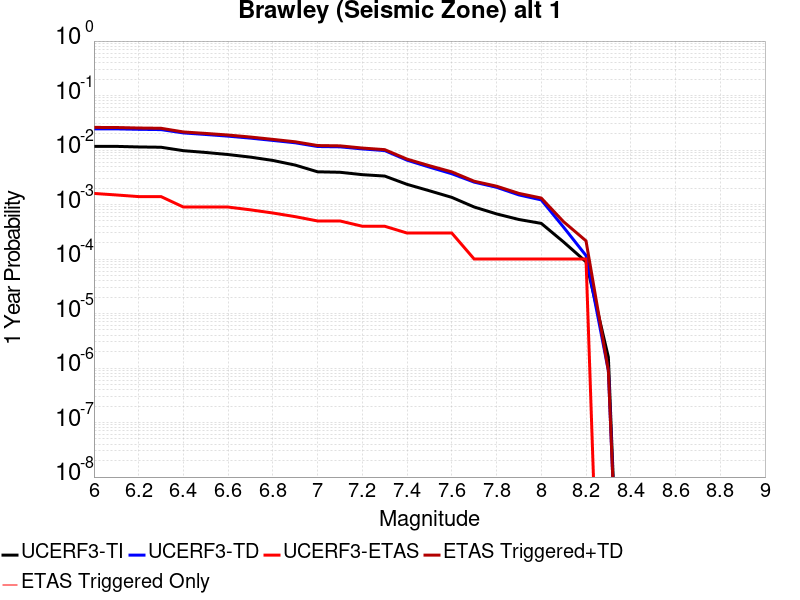 Brawley (Seismic Zone) alt 1
10^0
10^-1
10^-2
10^-3
10^-4
10^-5
10^-6
10^-7
10^-8
1 Year Probability
6 6.2 6.4 6.6 6.8 7 7.2 7.4 7.6 7.8 8 8.2 8.4 8.6 8.8 9
Magnitude
UCERF3-TI UCERF3-TD UCERF3-ETAS ETAS Triggered+TD
ETAS Triggered Only